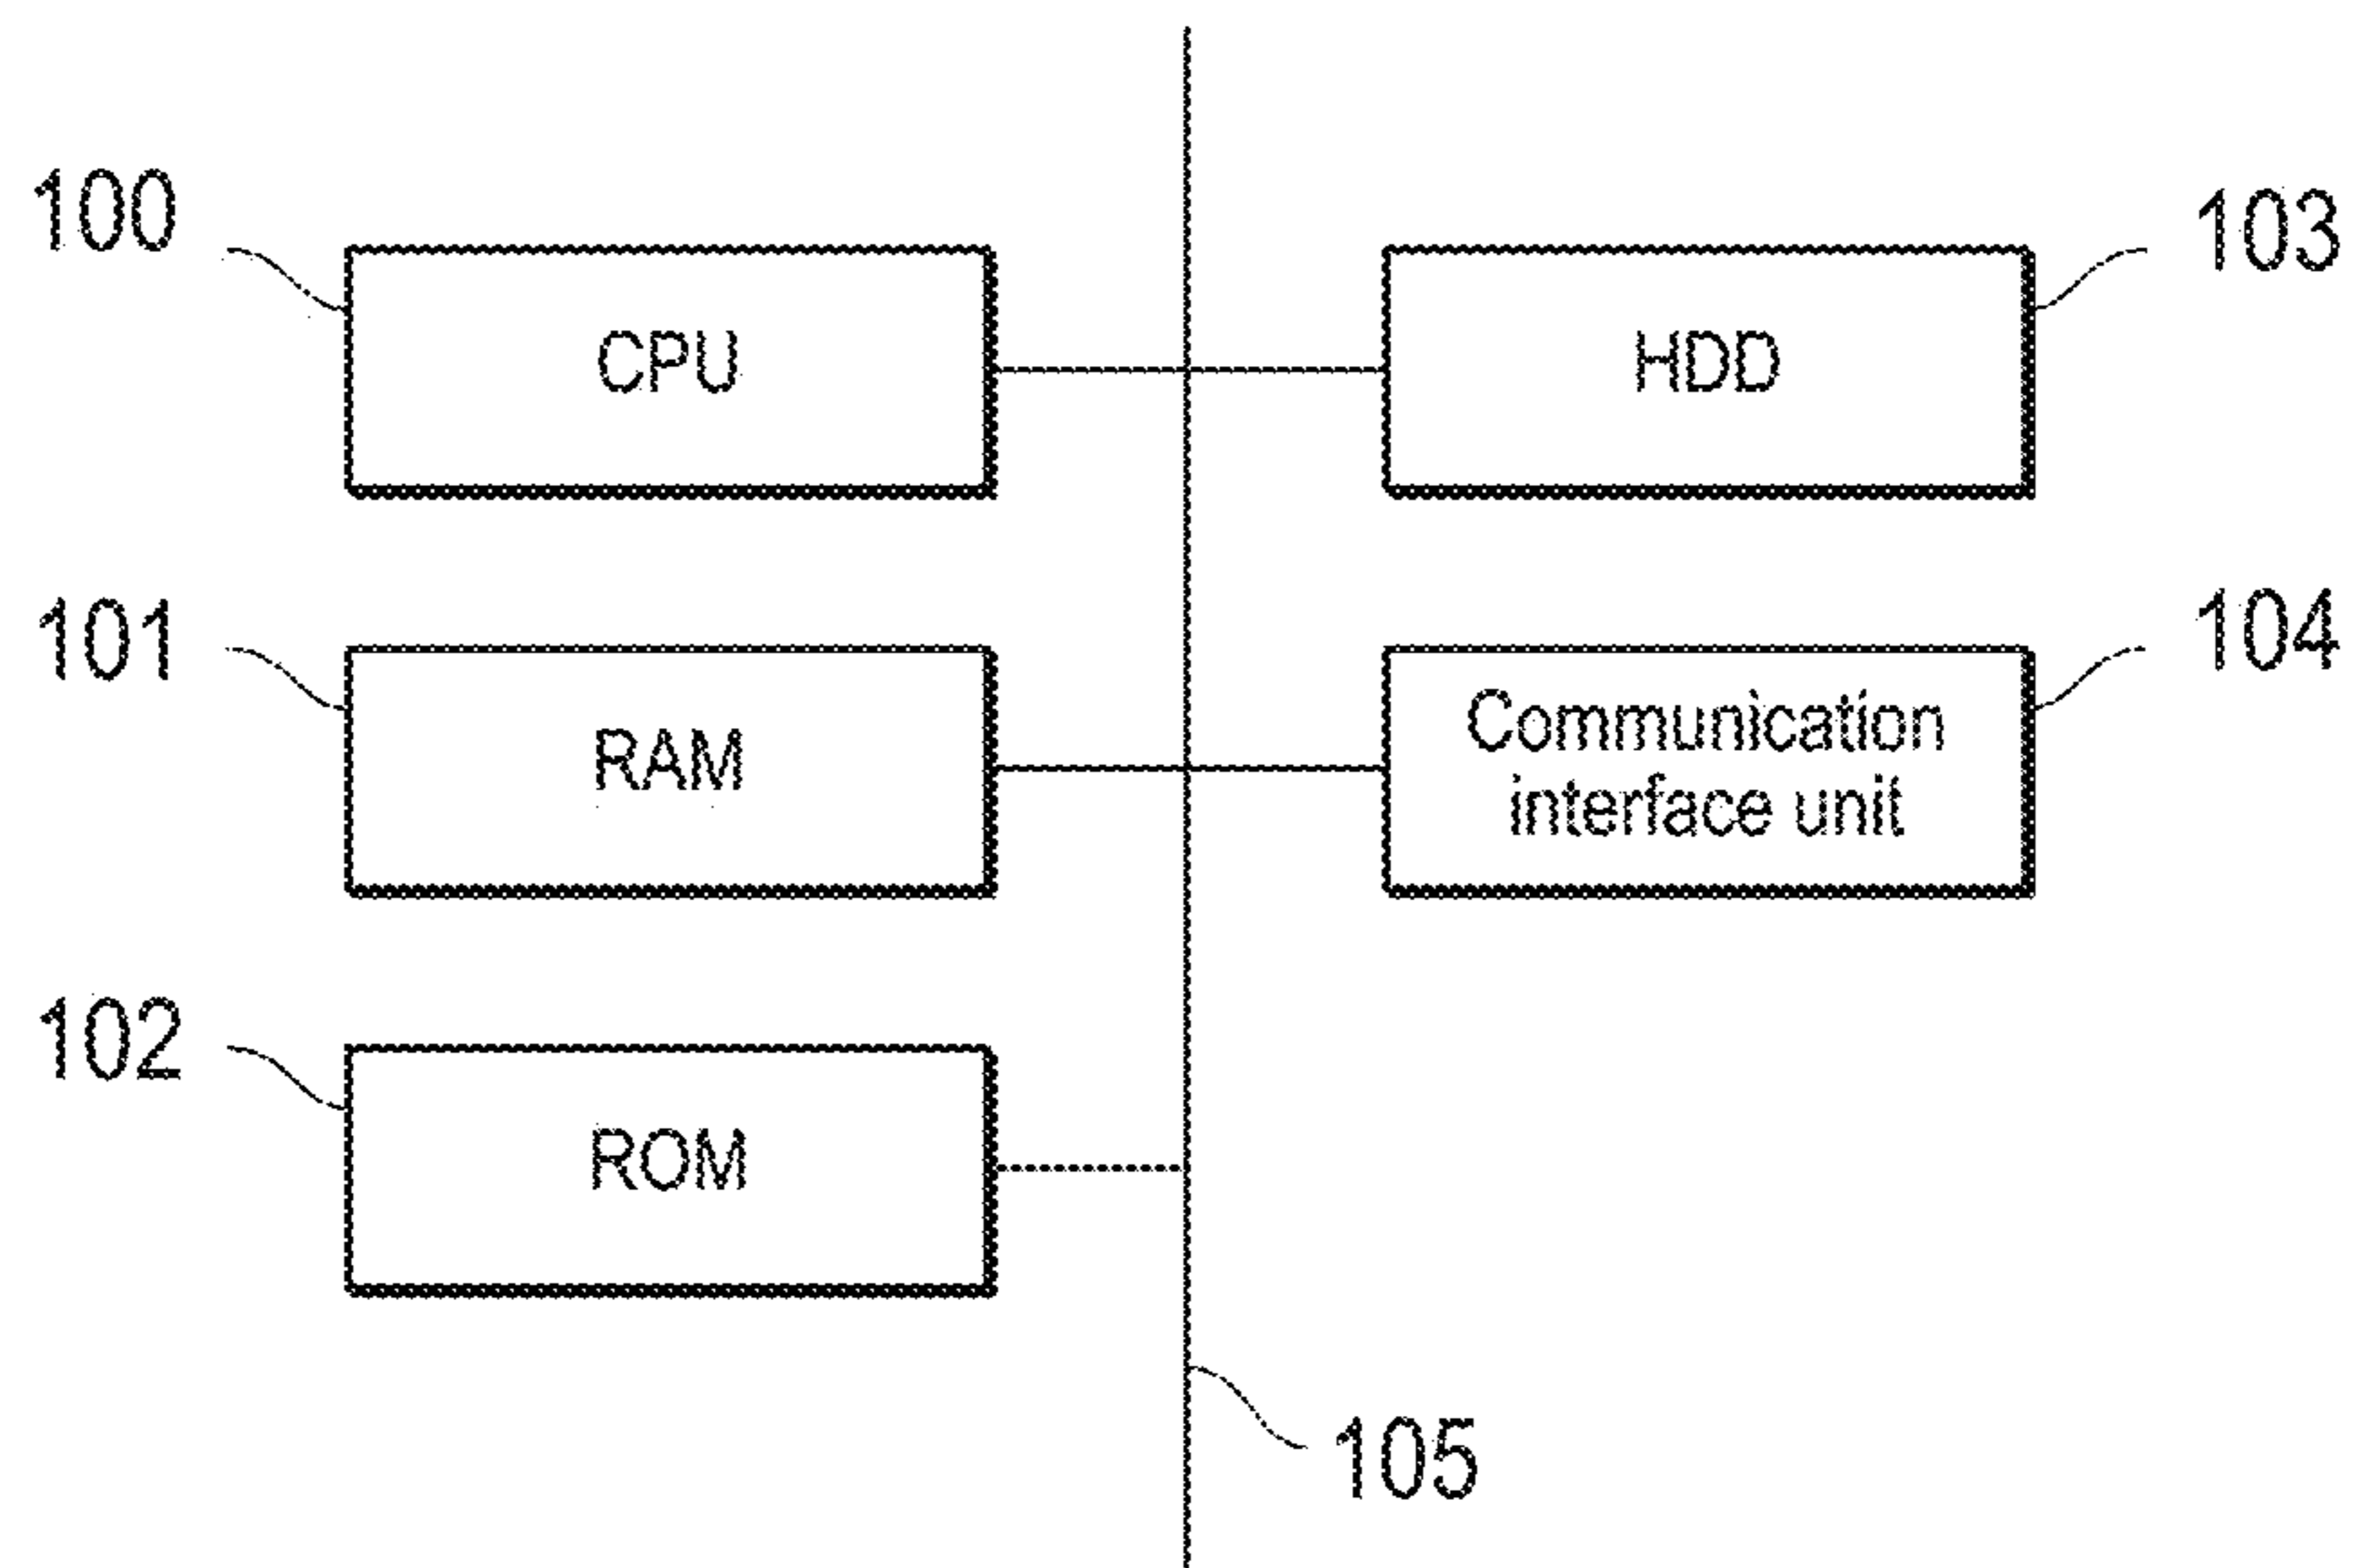 100
CPU
103
HDD
101
RAM
104
Communication
interface unit
102
ROM
105